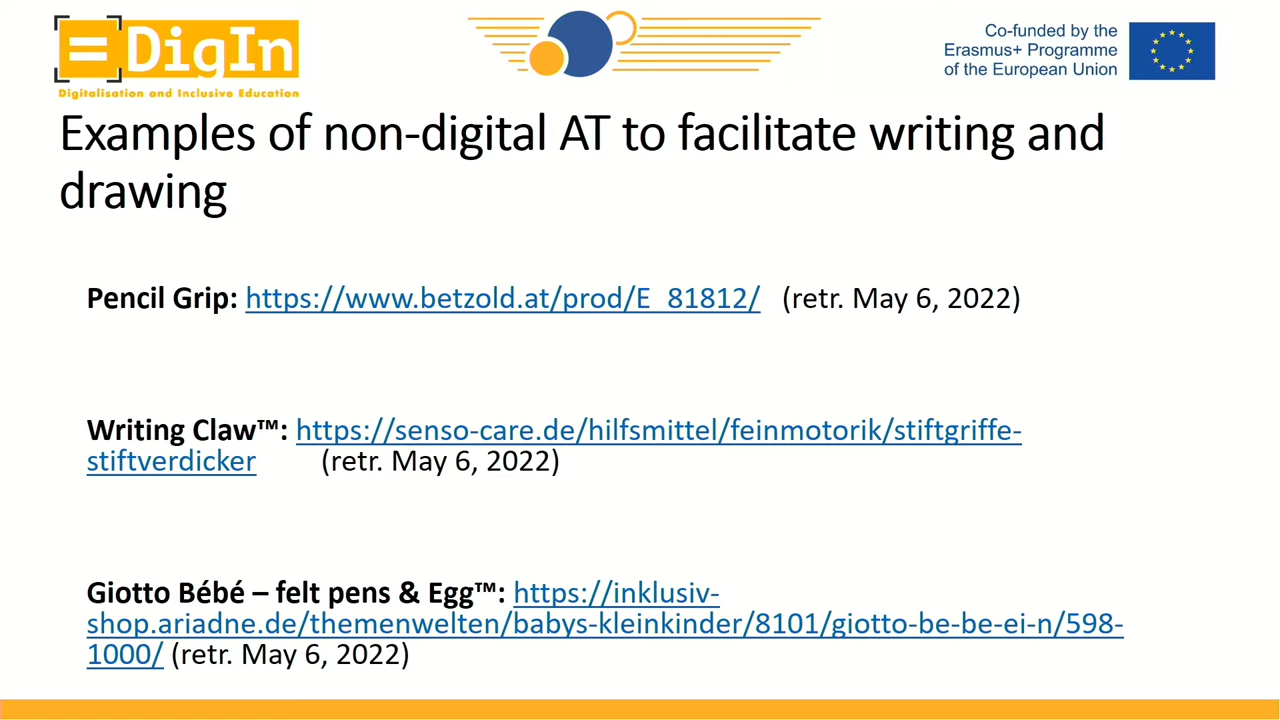 =DigIn
Digitalisation and Inclusive Education
Co-funded by the
Erasmus+ Programme
of the European Union
Examples of non-digital AT to facilitate writing and
drawing
Pencil Grip: https://www.betzold.at/prod/E_81812/ (retr. May 6, 2022)
Writing Claw™: https://senso-care.de/hilfsmittel/feinmotorik/stiftgriffe-
stiftverdicker (retr. May 6, 2022)
Giotto Bébé – felt pens & Egg™: https://inklusiv-
shop.ariadne.de/themenwelten/babys-kleinkinder/8101/giotto-be-be-ei-n/598-
1000/ (retr. May 6, 2022)